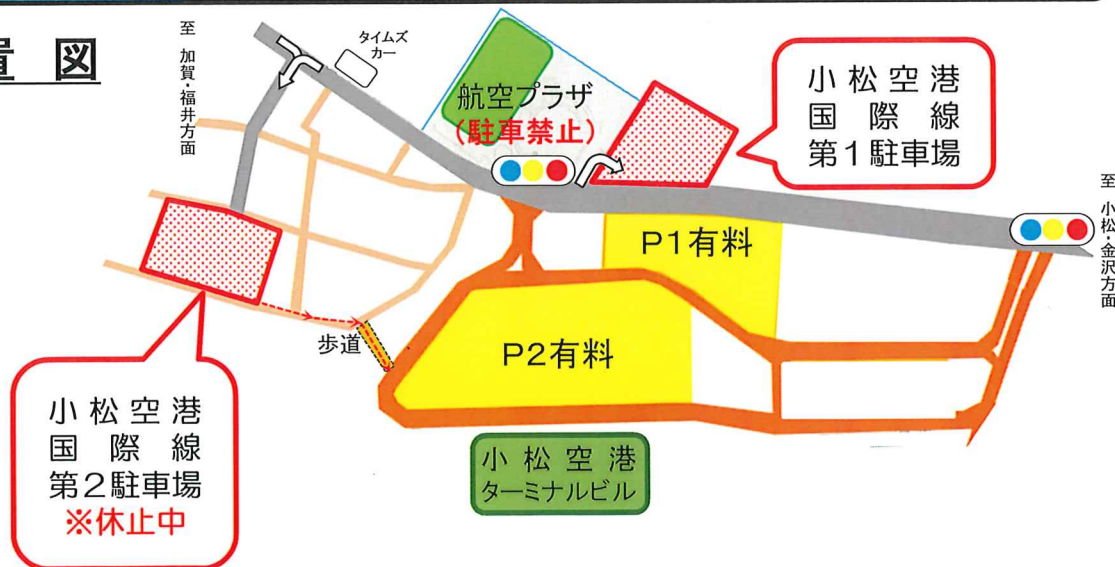 置 図
至 加賀・福井方面
タイムズ
カー
航空プラザ
(駐車禁止)
小松空港
国際線
第1駐車場
至 小松・金沢方面
P1有料
P2有料
歩道
小松空港
国際線
第2駐車場
※休止中
小松空港
ターミナルビル